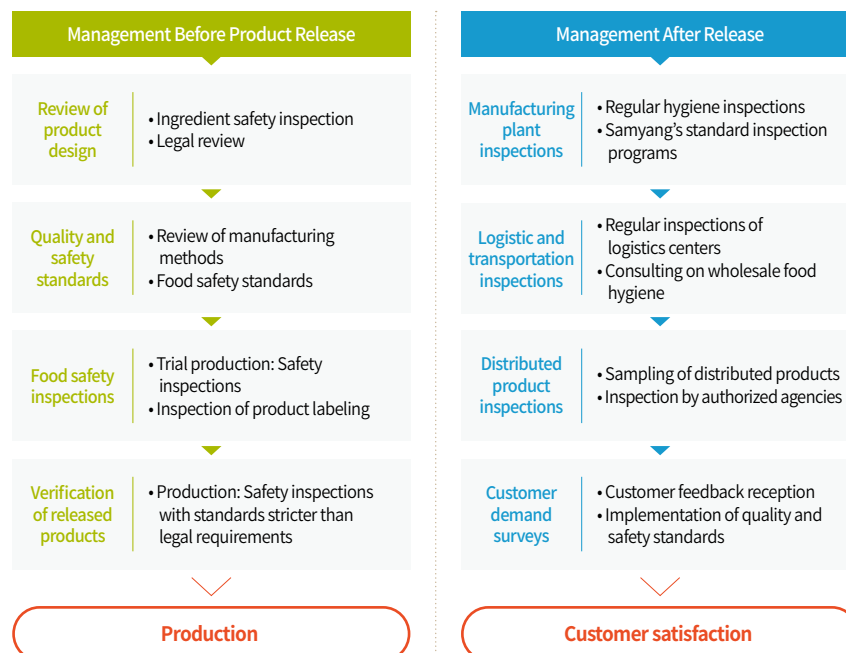 Management Before Product Release
Review of
product
design
• Ingredient safety inspection
• Legal review
Quality and
safety
standards
• Review of manufacturing
methods
• Food safety standards
Food safety
inspections
• Trial production: Safety
inspections
• Inspection of product labeling
Verification
of released
products
• Production: Safety inspections
with standards stricter than
legal requirements
Production
Management After Release
Manufacturing
plant
inspections
• Regular hygiene inspections
• Samyang's standard inspection
programs
Logistic and
transportation
inspections
• Regular inspections of
logistics centers
• Consulting on wholesale food
hygiene
Distributed
product
inspections
• Sampling of distributed products
• Inspection by authorized agencies
Customer
demand
surveys
• Customer feedback reception
• Implementation of quality and
safety standards
Customer satisfaction